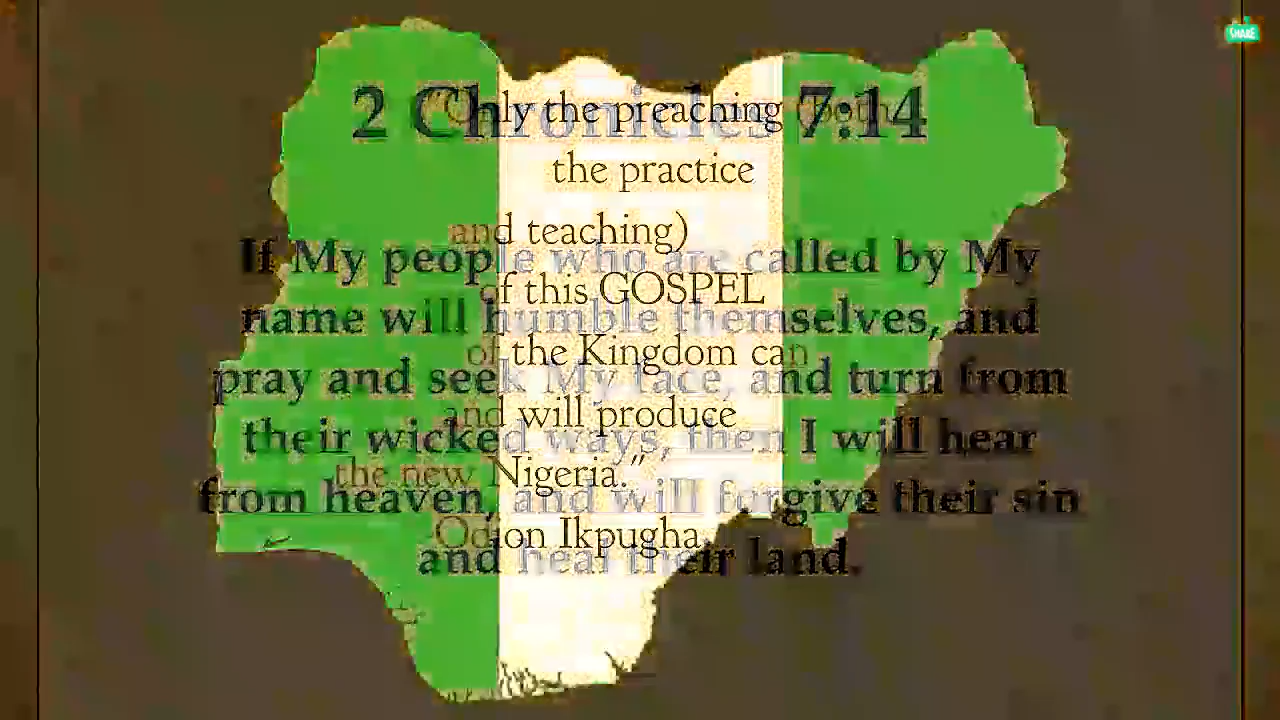 2 Chronicles 7:14
If My people who are called by My
name will humble themselves, and
pray and seek My face, and turn from
their wicked ways, then I will hear
from heaven, and will forgive their sin
and heal their land.
"Only the preaching (both
the practice
and teaching)
of this GOSPEL
of the Kingdom can
and will produce
the new Nigeria."
Odion Ikpugha
SHARE